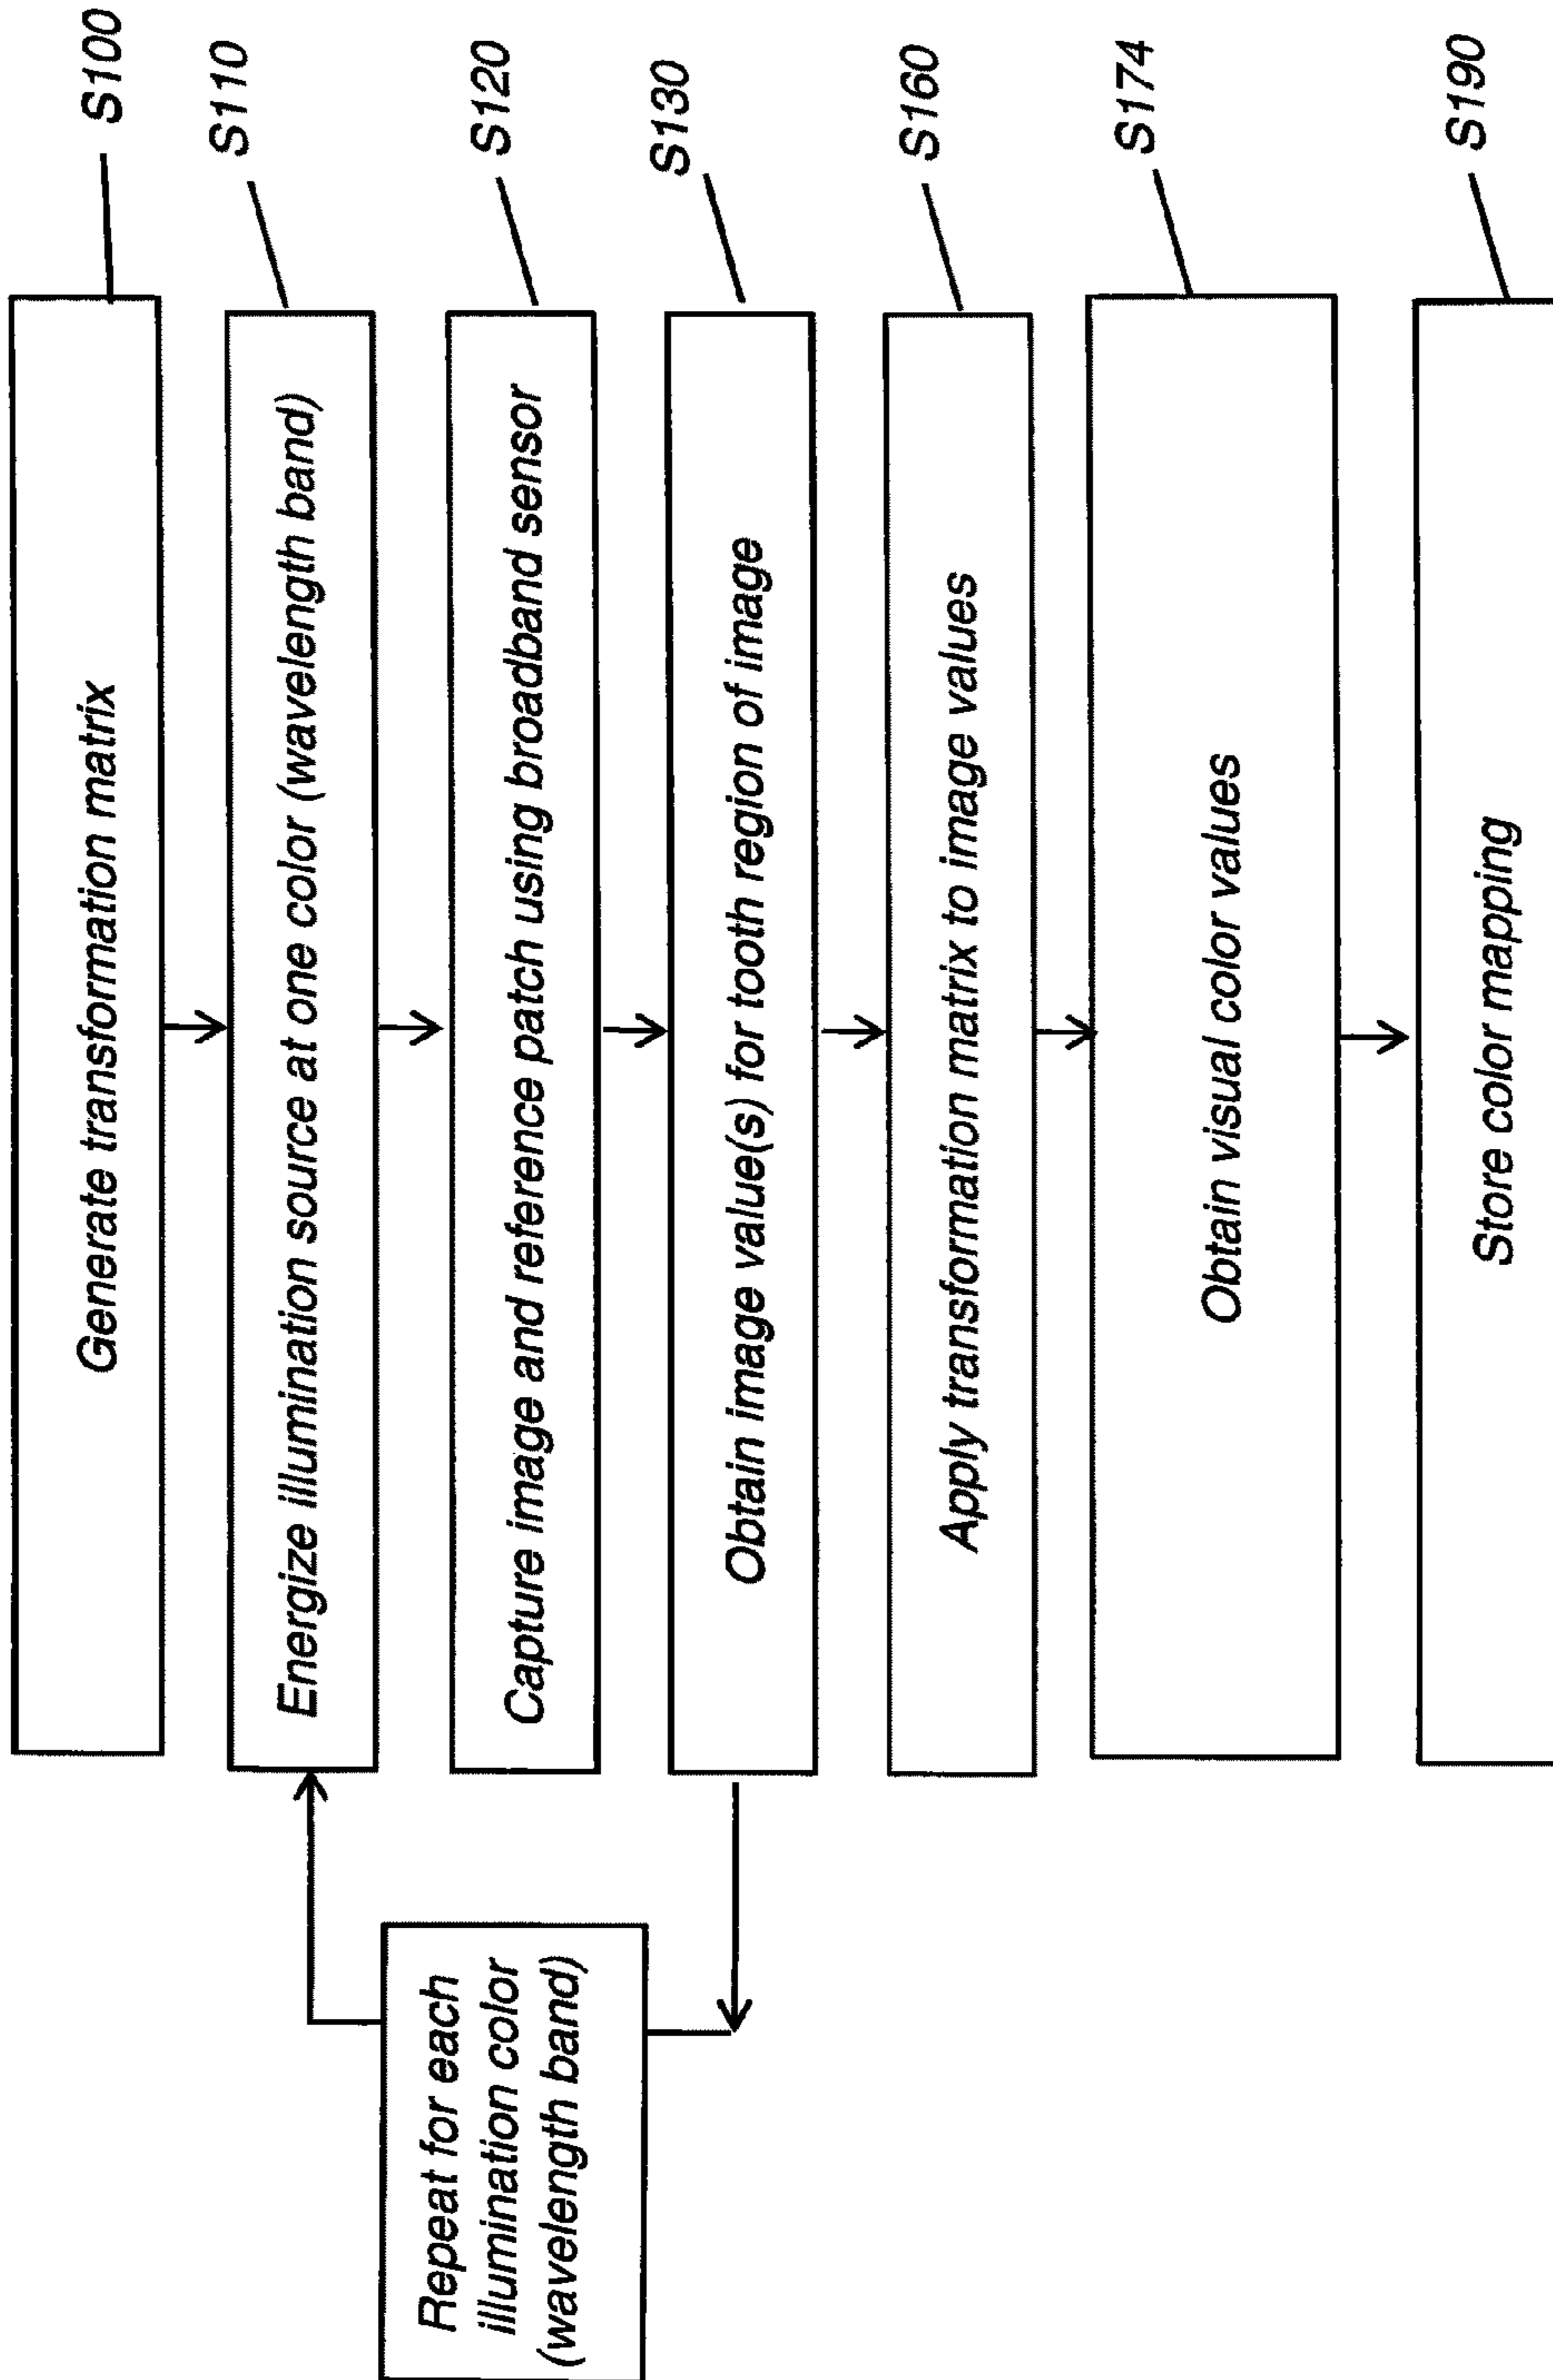 Generate transformation matrix
S100
Energize illumination source at one color (wavelength band)
S110
Capture image and reference patch using broadband sensor
S120
Obtain image value(s) for tooth region of image
S130
Repeat for each
illumination color
(wavelength band)
Apply transformation matrix to image values
S160
Obtain visual color values
S174
Store color mapping
S190